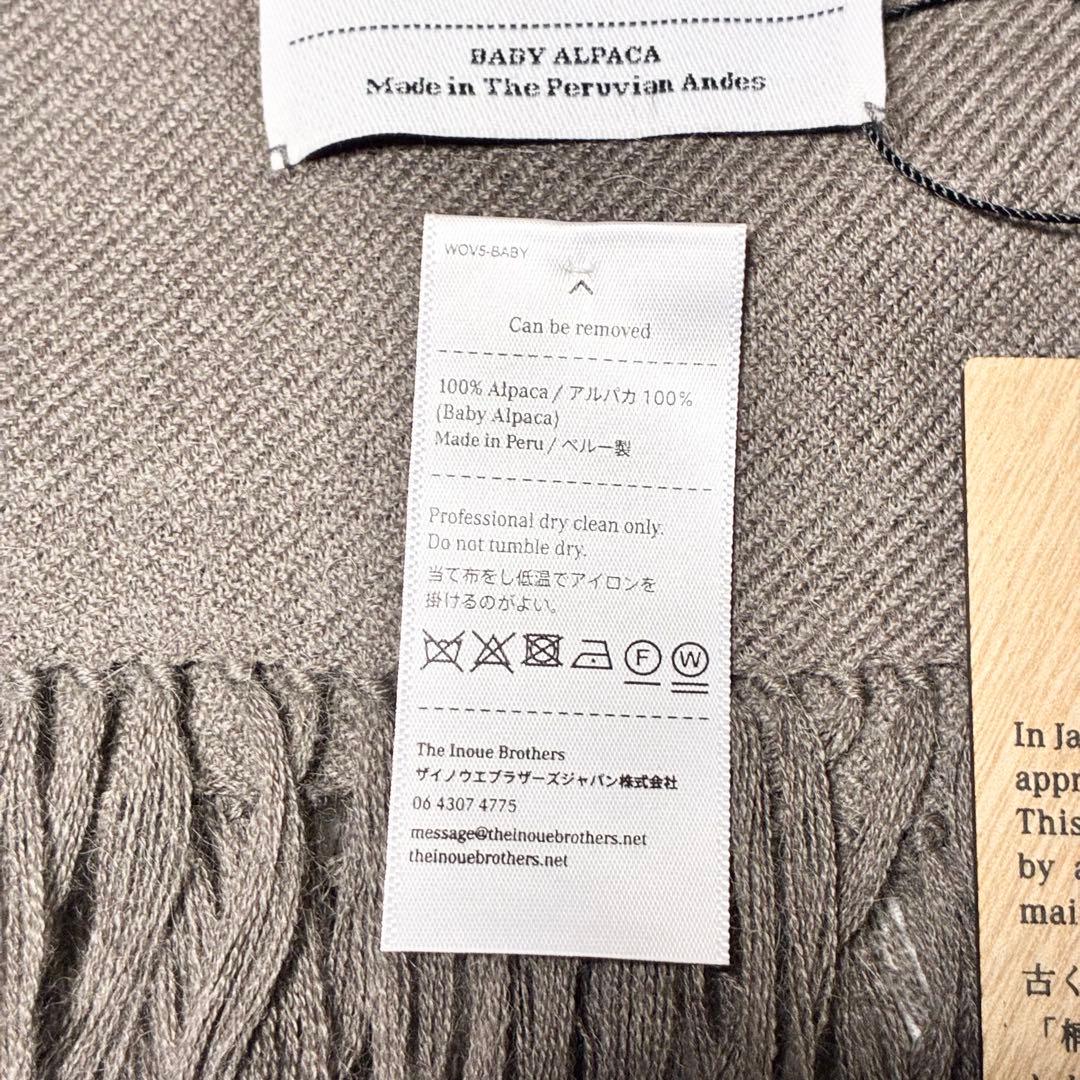 BABY ALPACA
Made in The Peruvian Andes
WOV5-BABY
Can be removed
100% Alpaca / アルパカ 100%
(Baby Alpaca)
Made in Peru / ペルー製
Professional dry clean only.
Do not tumble dry.
当て布をし低温でアイロンを
掛けるのがよい。
F W
The Inoue Brothers
ザイノウエブラザーズジャパン株式会社
06 4307 4775
message@theinouebrothers.net
theinouebrothers.net
In Ja
appr
This
by a
mai
古く
「柄